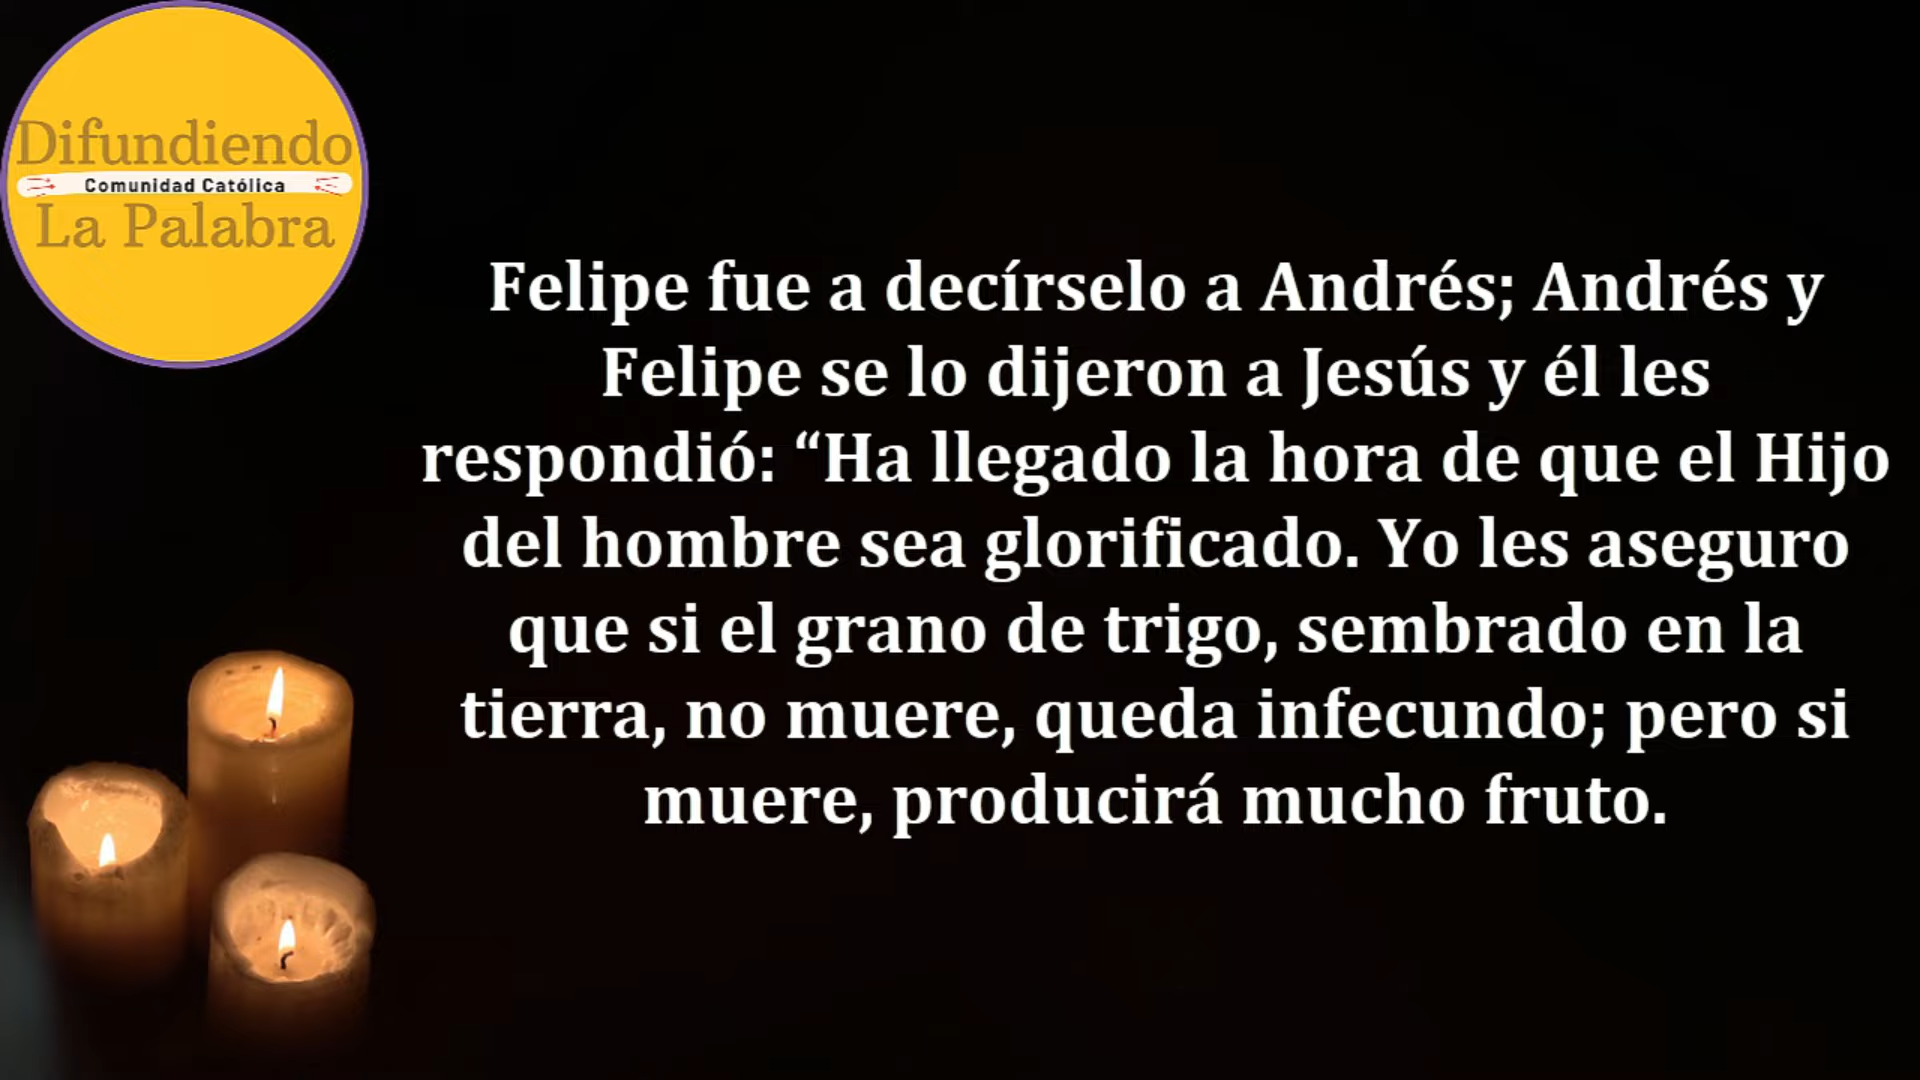 Difundiendo
Comunidad Católica
La Palabra
Felipe fue a decírselo a Andrés; Andrés y
Felipe se lo dijeron a Jesús y él les
respondió: “Ha llegado la hora de que el Hijo
del hombre sea glorificado. Yo les aseguro
que si el grano de trigo, sembrado en la
tierra, no muere, queda infecundo; pero si
muere, producirá mucho fruto.